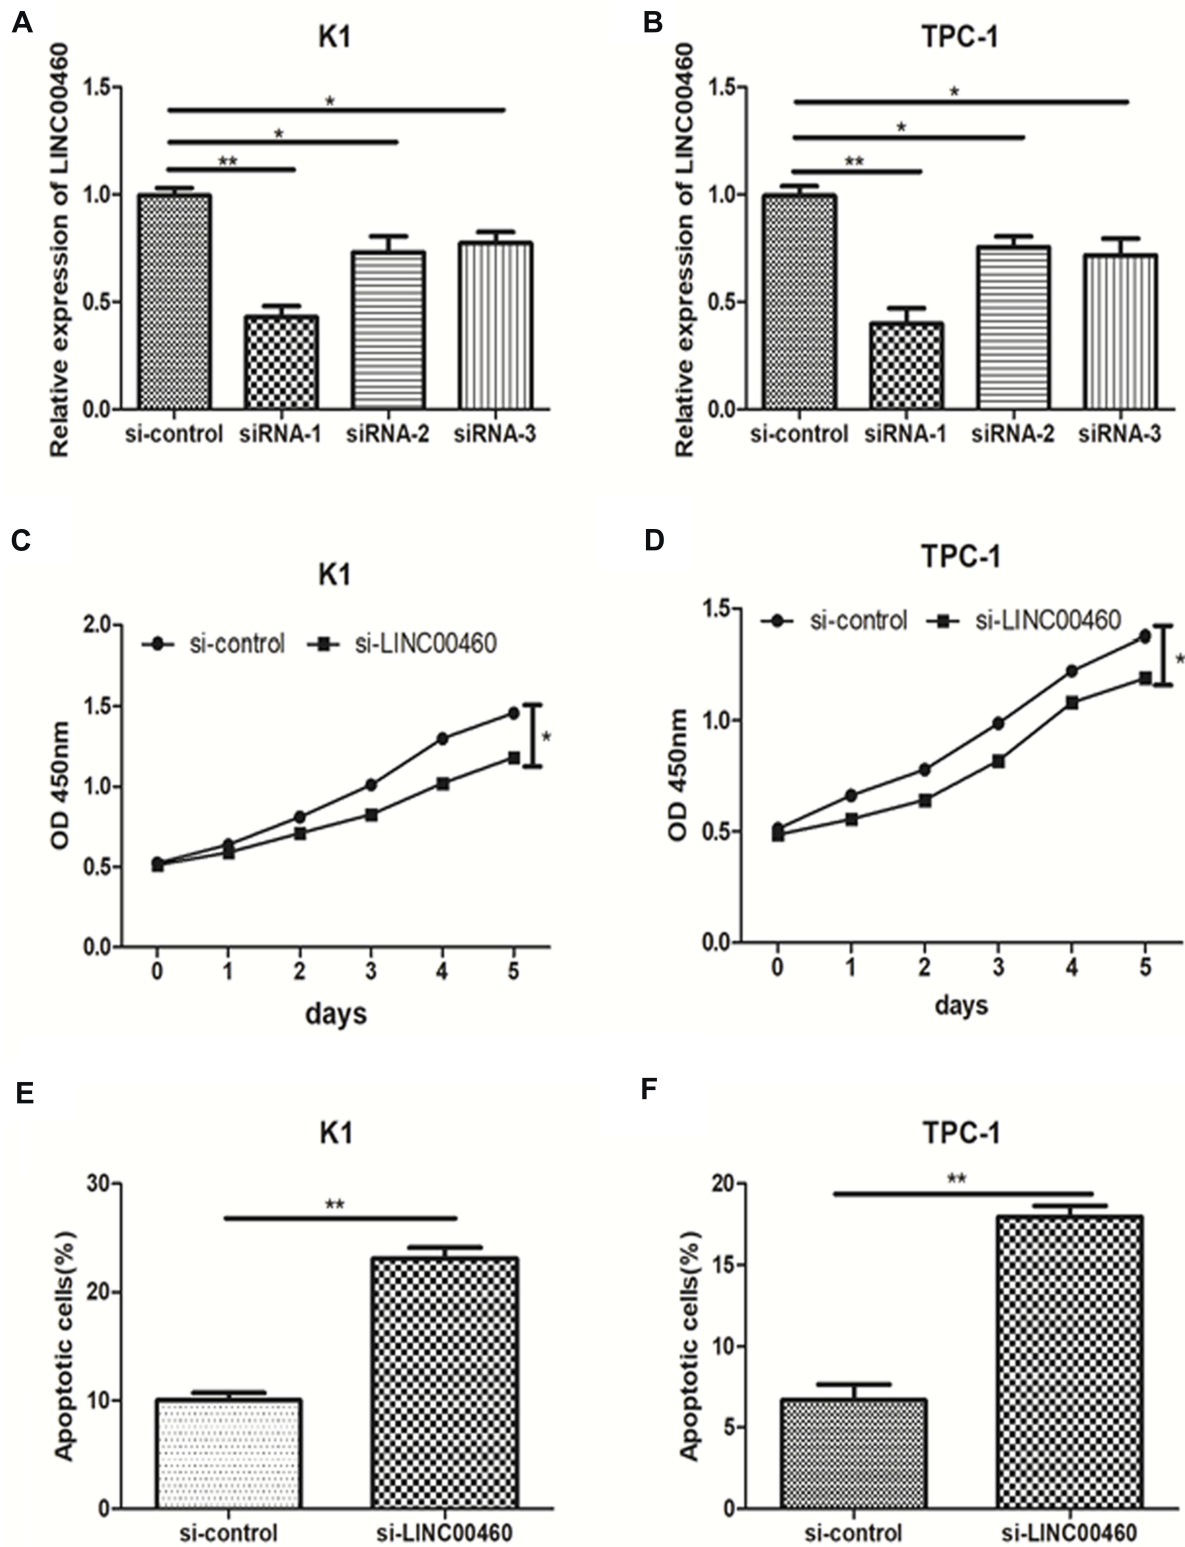 A
K1
Relative expression of LINC00460
1.5
1.0
0.5
0.0
*
*
**
si-control siRNA-1 siRNA-2 siRNA-3
B
TPC-1
Relative expression of LINC00460
1.5
1.0
0.5
0.0
*
*
**
si-control siRNA-1 siRNA-2 siRNA-3
C
K1
OD 450nm
2.0
1.5
1.0
0.5
0.0
si-control si-LINC00460
*
0 1 2 3 4 5
days
D
TPC-1
OD 450nm
1.5
1.0
0.5
0.0
si-control si-LINC00460
*
0 1 2 3 4 5
days
E
K1
Apoptotic cells(%)
30
20
10
0
**
si-control si-LINC00460
F
TPC-1
Apoptotic cells(%)
20
15
10
5
0
**
si-control si-LINC00460